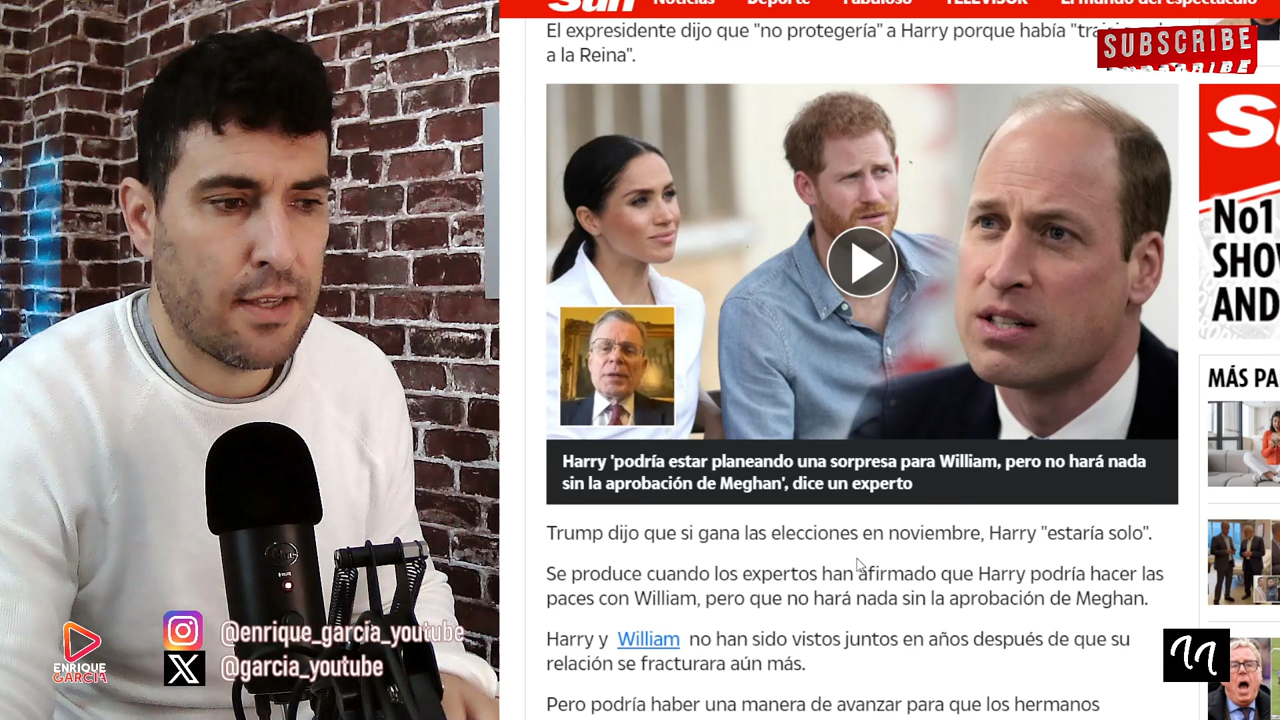 Sun Noticias Deporte Fabuloso TELEVISOR El mundo del espectáculo
El expresidente dijo que "no protegería" a Harry porque había
a la Reina".
SUBSCRIBE
No1
SHO
AND
MÁS PA
Harry 'podría estar planeando una sorpresa para William, pero no hará nada
sin la aprobación de Meghan', dice un experto
Trump dijo que si gana las elecciones en noviembre, Harry "estaría solo".
Se produce cuando los expertos han afirmado que Harry podría hacer las
paces con William, pero que no hará nada sin la aprobación de Meghan.
Harry y William no han sido vistos juntos en años después de que su
relación se fracturara aún más.
Pero podría haber una manera de avanzar para que los hermanos
ENRIQUE
GARCIA
@enrique_garcía_youtube
@garcia_youtube